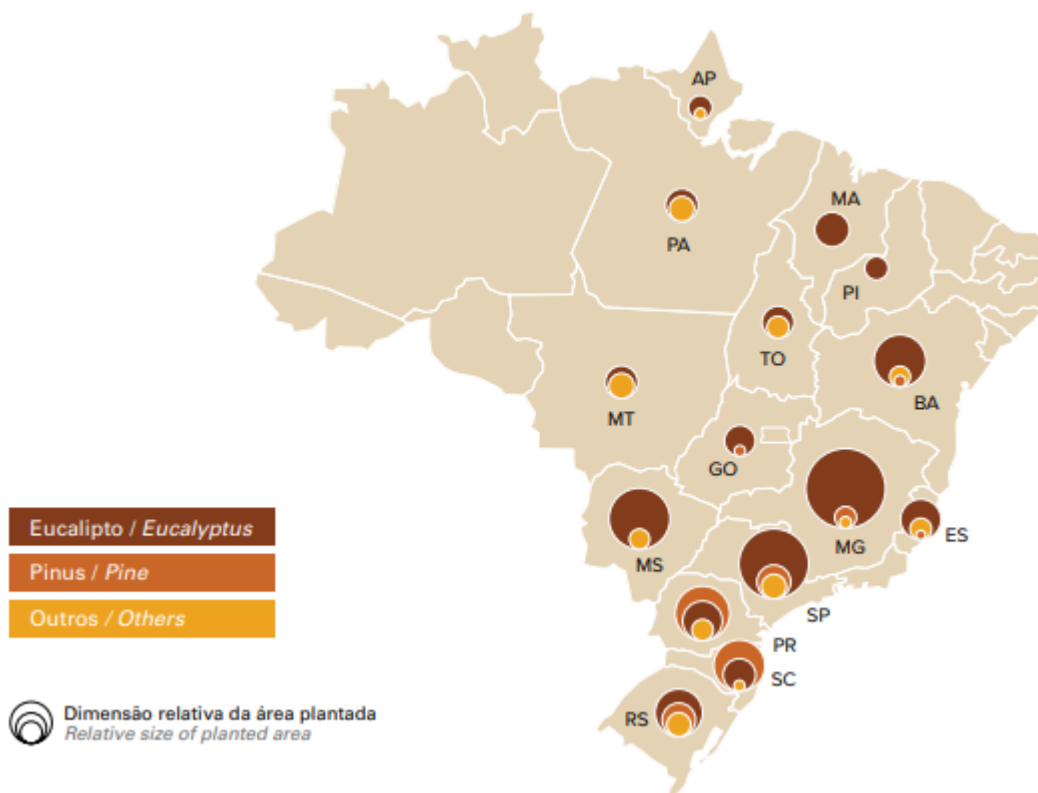 AP
MA
PA
PI
TO
BA
MT
GO
MG
ES
MS
SP
PR
SC
RS
Eucalipto / Eucalyptus
Pinus / Pine
Outros / Others
Dimensão relativa da área plantada
Relative size of planted area